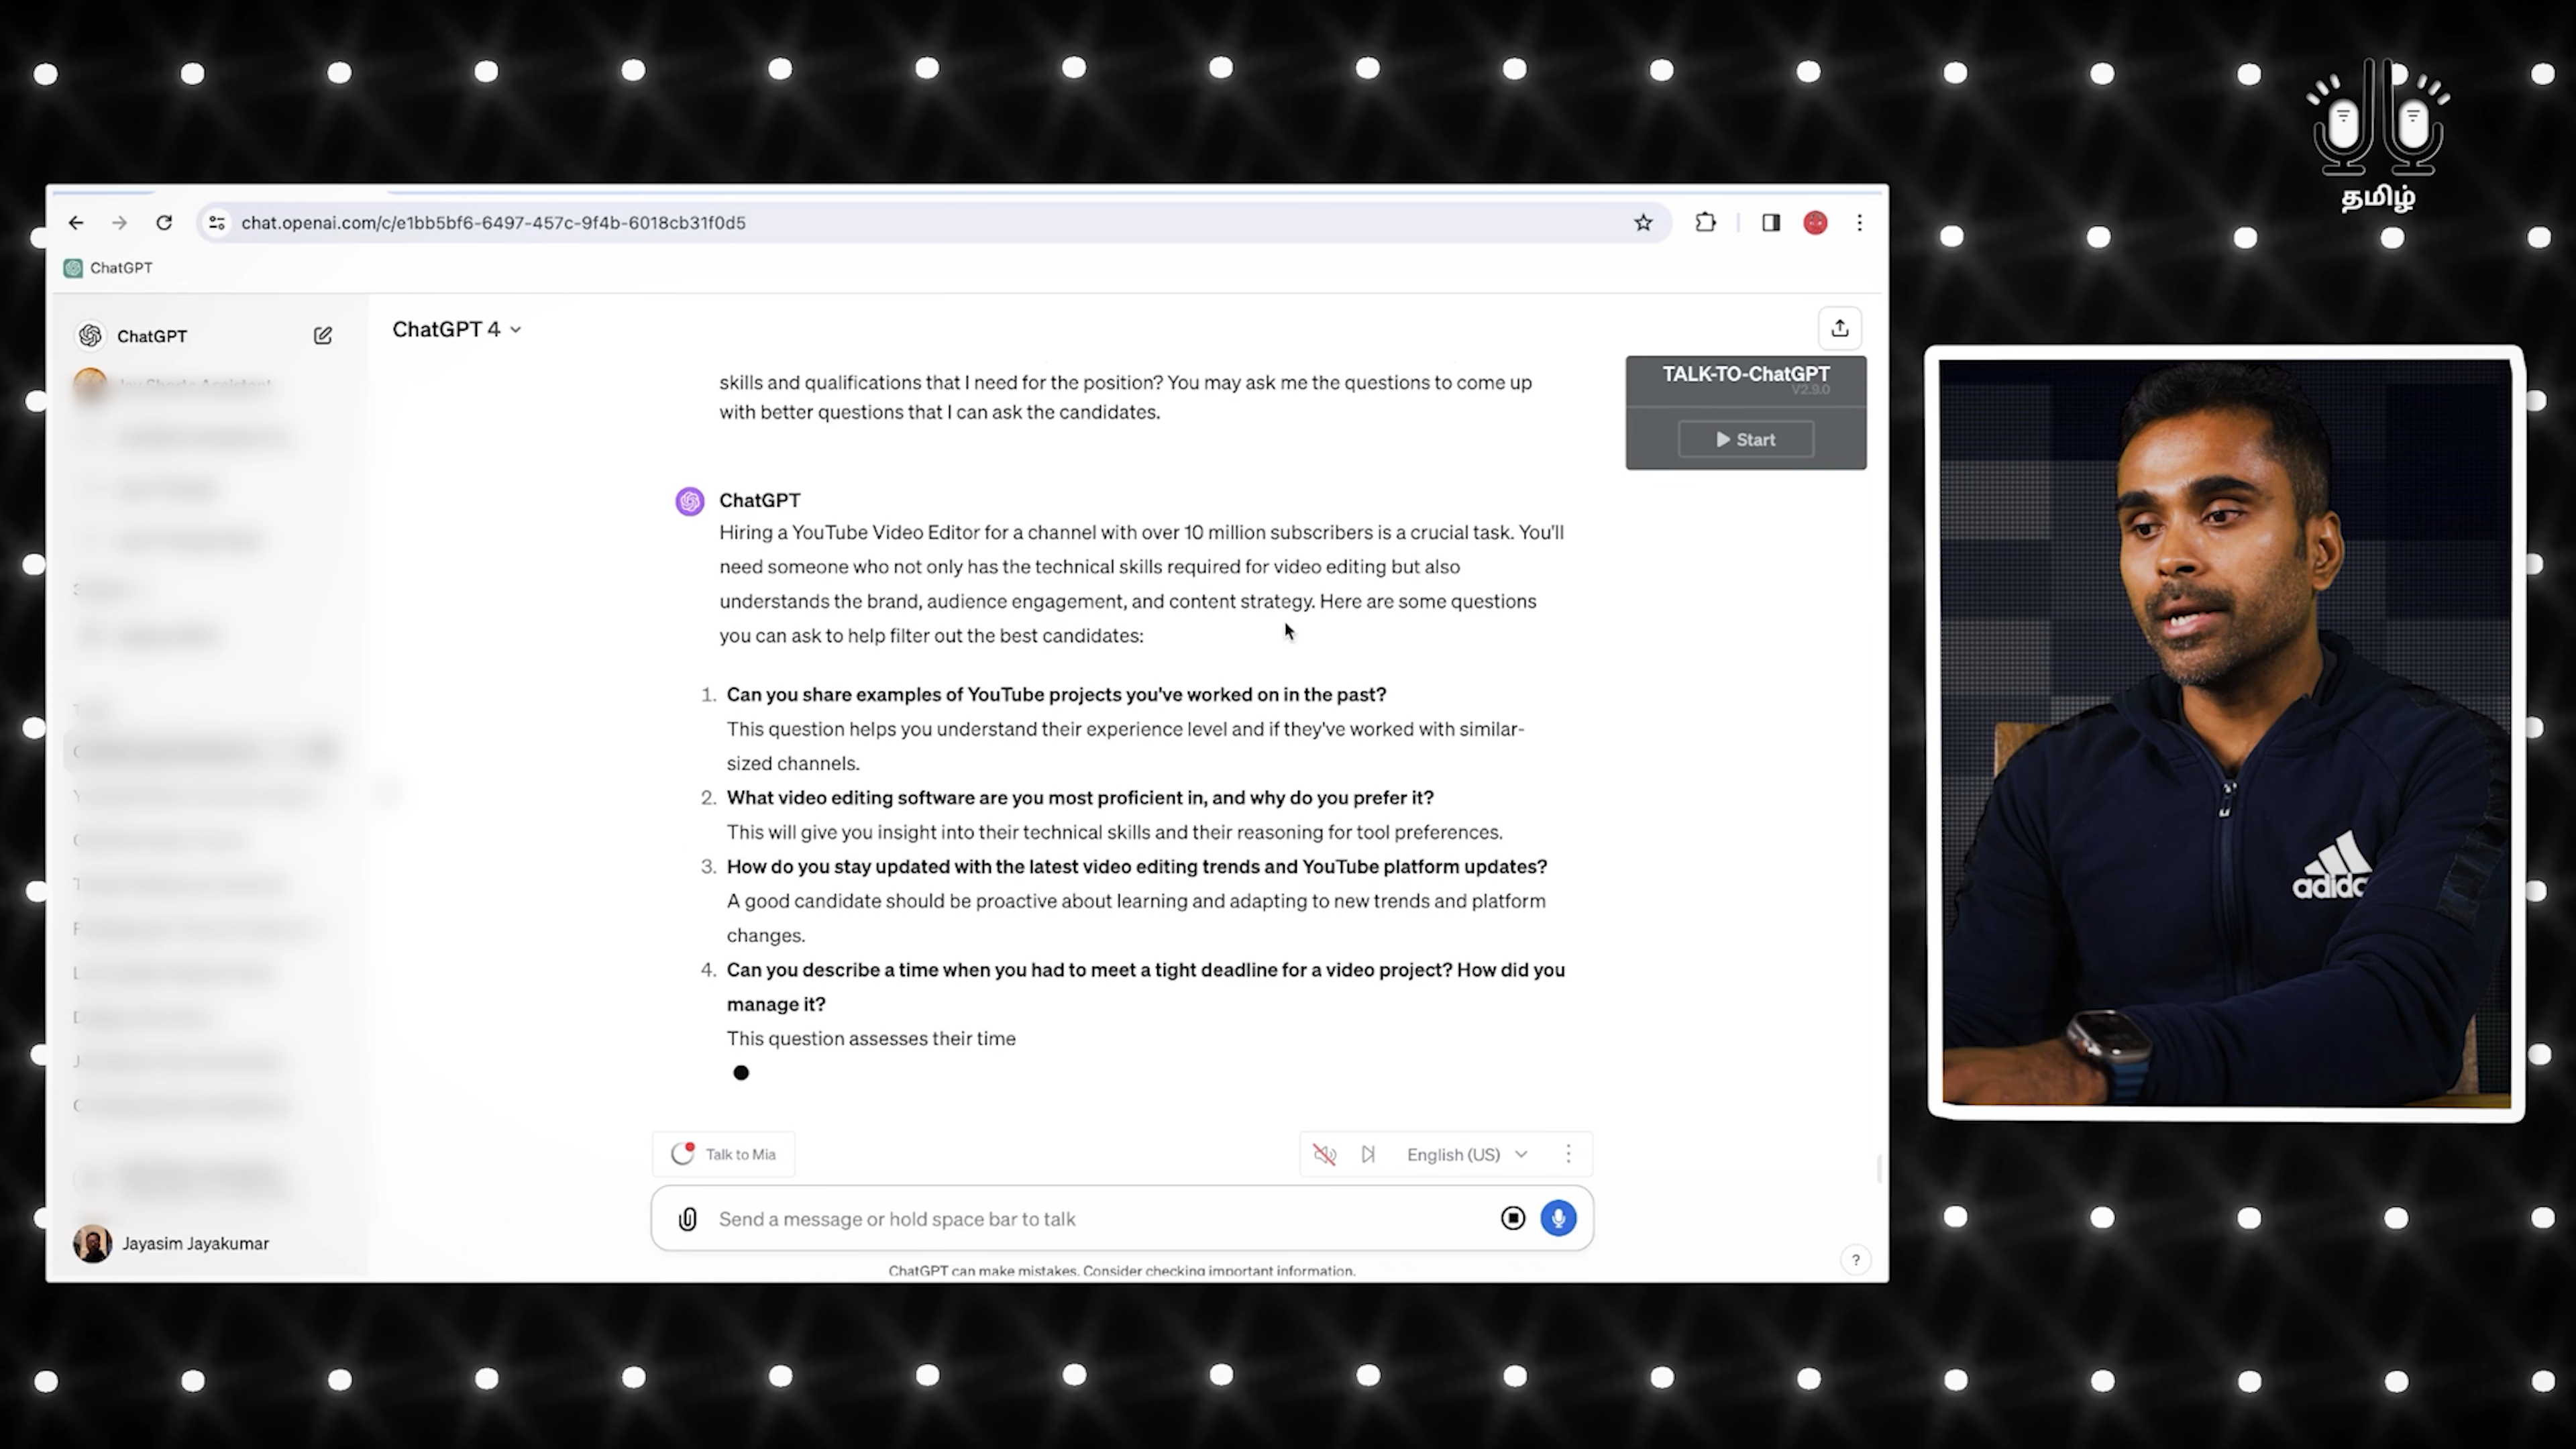 தமிழ்
chat.openai.com/c/e1bb5bf6-6497-457c-9f4b-6018cb31f0d5
ChatGPT
ChatGPT
ChatGPT 4
skills and qualifications that I need for the position? You may ask me the questions to come up
with better questions that I can ask the candidates.
TALK-TO-ChatGPT
V2.9.0
Start
ChatGPT
Hiring a YouTube Video Editor for a channel with over 10 million subscribers is a crucial task. You'll
need someone who not only has the technical skills required for video editing but also
understands the brand, audience engagement, and content strategy. Here are some questions
you can ask to help filter out the best candidates:
1. Can you share examples of YouTube projects you've worked on in the past?
This question helps you understand their experience level and if they've worked with similar-
sized channels.
2. What video editing software are you most proficient in, and why do you prefer it?
This will give you insight into their technical skills and their reasoning for tool preferences.
3. How do you stay updated with the latest video editing trends and YouTube platform updates?
A good candidate should be proactive about learning and adapting to new trends and platform
changes.
4. Can you describe a time when you had to meet a tight deadline for a video project? How did you
manage it?
This question assesses their time
Talk to Mia
English (US)
Send a message or hold space bar to talk
Jayasim Jayakumar
?
ChatGPT can make mistakes. Consider checking important information.
adidas